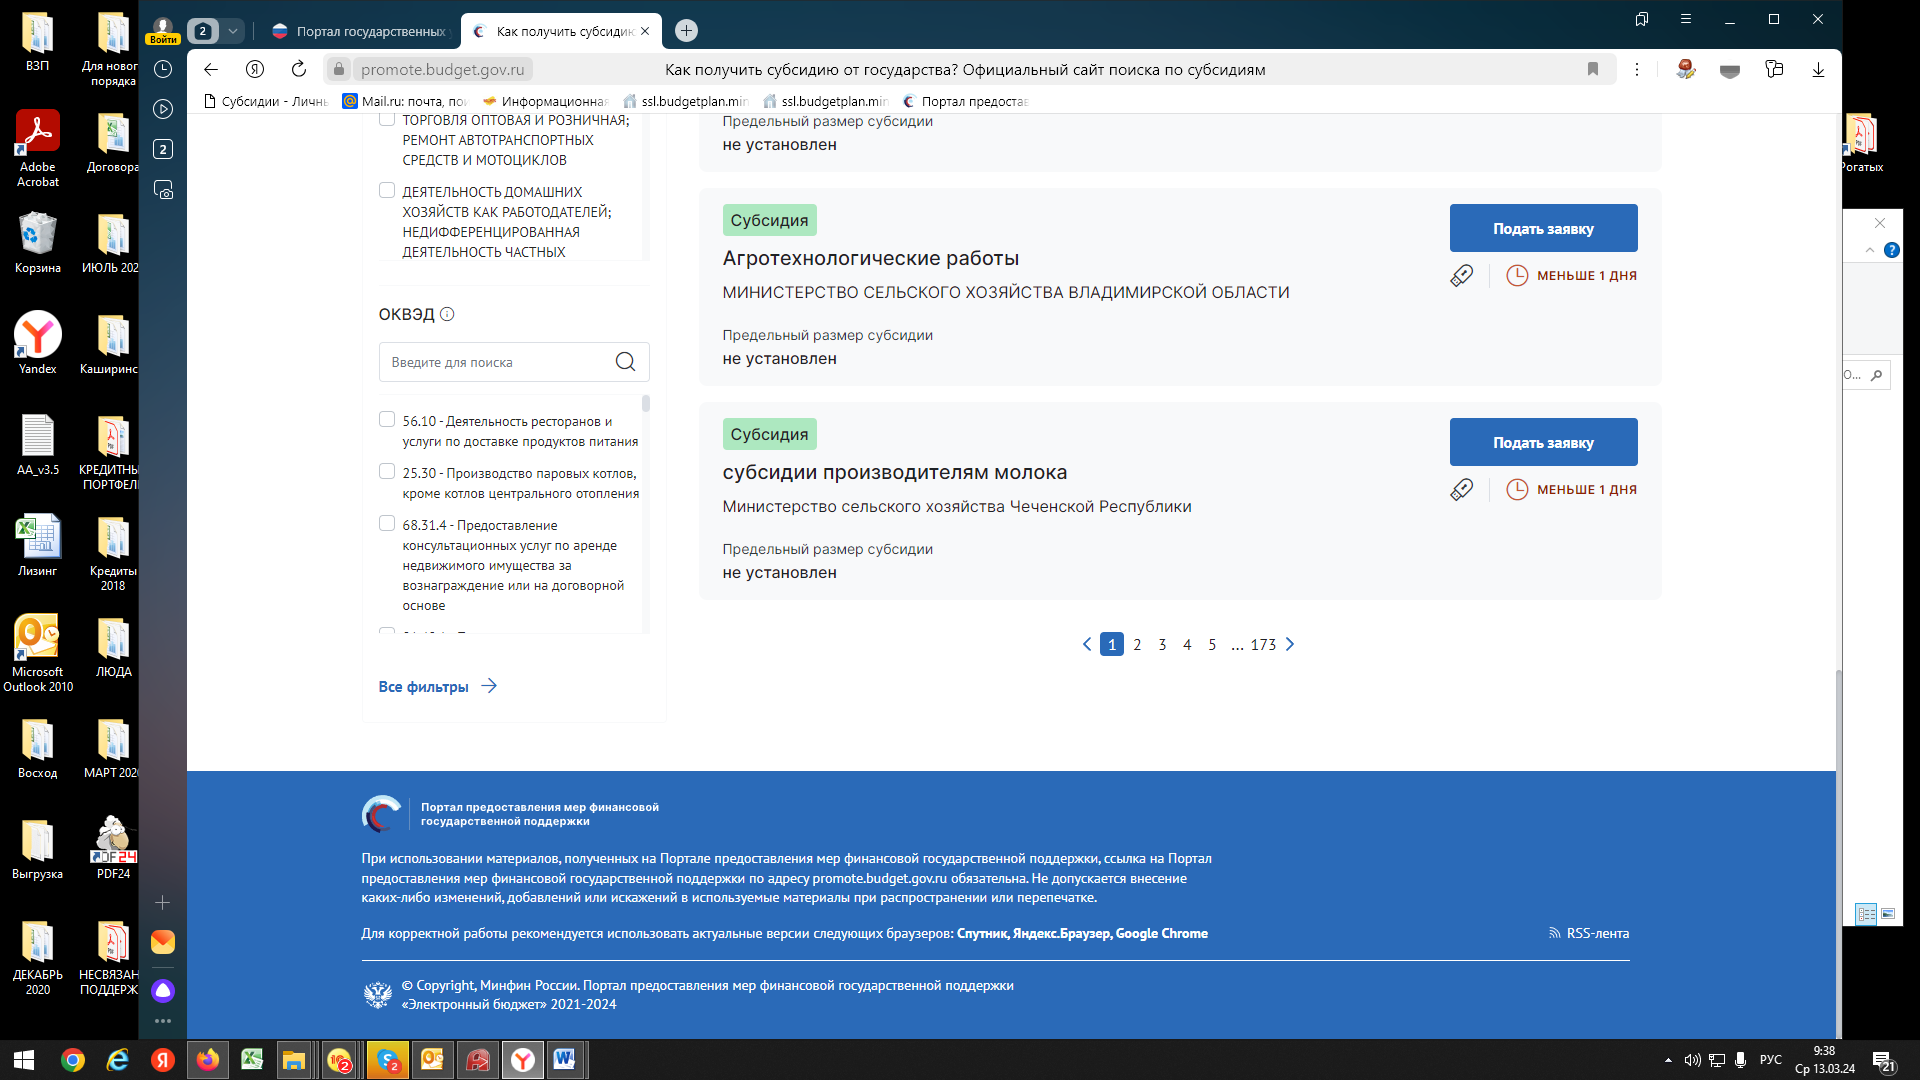 ВЗП
Для новог
порядка
Adobe
Acrobat
Договора
Корзина
ИЮЛЬ 202
Yandex
Каширинс
AA_v3.5
КРЕДИТНЫ
ПОРТФЕЛ
Лизинг
Кредиты
2018
Microsoft
Outlook 2010
ЛЮДА
Восход
МАРТ 202
Выгрузка
PDF24
ДЕКАБРЬ
2020
НЕСВЯЗАН
ПОДДЕРЖ
Рогатых
Войти
2
Портал государственных
Как получить субсидию
promote.budget.gov.ru
Как получить субсидию от государства? Официальный сайт поиска по субсидиям
Субсидии - Личнь
Mail.ru: почта, пои
Информационная
ssl.budgetplan.min
ssl.budgetplan.min
Портал предостав
2
ТОРГОВЛЯ ОПТОВАЯ И РОЗНИЧНАЯ;
РЕМОНТ АВТОТРАНСПОРТНЫХ
СРЕДСТВ И МОТОЦИКЛОВ
ДЕЯТЕЛЬНОСТЬ ДОМАШНИХ
ХОЗЯЙСТВ КАК РАБОТОДАТЕЛЕЙ;
НЕДИФФЕРЕНЦИРОВАННАЯ
ДЕЯТЕЛЬНОСТЬ ЧАСТНЫХ
ОКВЭД
Введите для поиска
56.10 - Деятельность ресторанов и
услуги по доставке продуктов питания
25.30 - Производство паровых котлов,
кроме котлов центрального отопления
68.31.4 - Предоставление
консультационных услуг по аренде
недвижимого имущества за
вознаграждение или на договорной
основе
Все фильтры
Предельный размер субсидии
не установлен
Субсидия
Подать заявку
Агротехнологические работы
МЕНЬШЕ 1 ДНЯ
МИНИСТЕРСТВО СЕЛЬСКОГО ХОЗЯЙСТВА ВЛАДИМИРСКОЙ ОБЛАСТИ
Предельный размер субсидии
не установлен
Субсидия
Подать заявку
субсидии производителям молока
МЕНЬШЕ 1 ДНЯ
Министерство сельского хозяйства Чеченской Республики
Предельный размер субсидии
не установлен
1 2 3 4 5 ... 173
Портал предоставления мер финансовой
государственной поддержки
При использовании материалов, полученных на Портале предоставления мер финансовой государственной поддержки, ссылка на Портал
предоставления мер финансовой государственной поддержки по адресу promote.budget.gov.ru обязательна. Не допускается внесение
каких-либо изменений, добавлений или искажений в используемые материалы при распространении или перепечатке.
Для корректной работы рекомендуется использовать актуальные версии следующих браузеров: Спутник, Яндекс.Браузер, Google Chrome
RSS-лента
© Copyright, Минфин России. Портал предоставления мер финансовой государственной поддержки
«Электронный бюджет» 2021-2024
О...
РУС
9:38
Ср 13.03.24
21